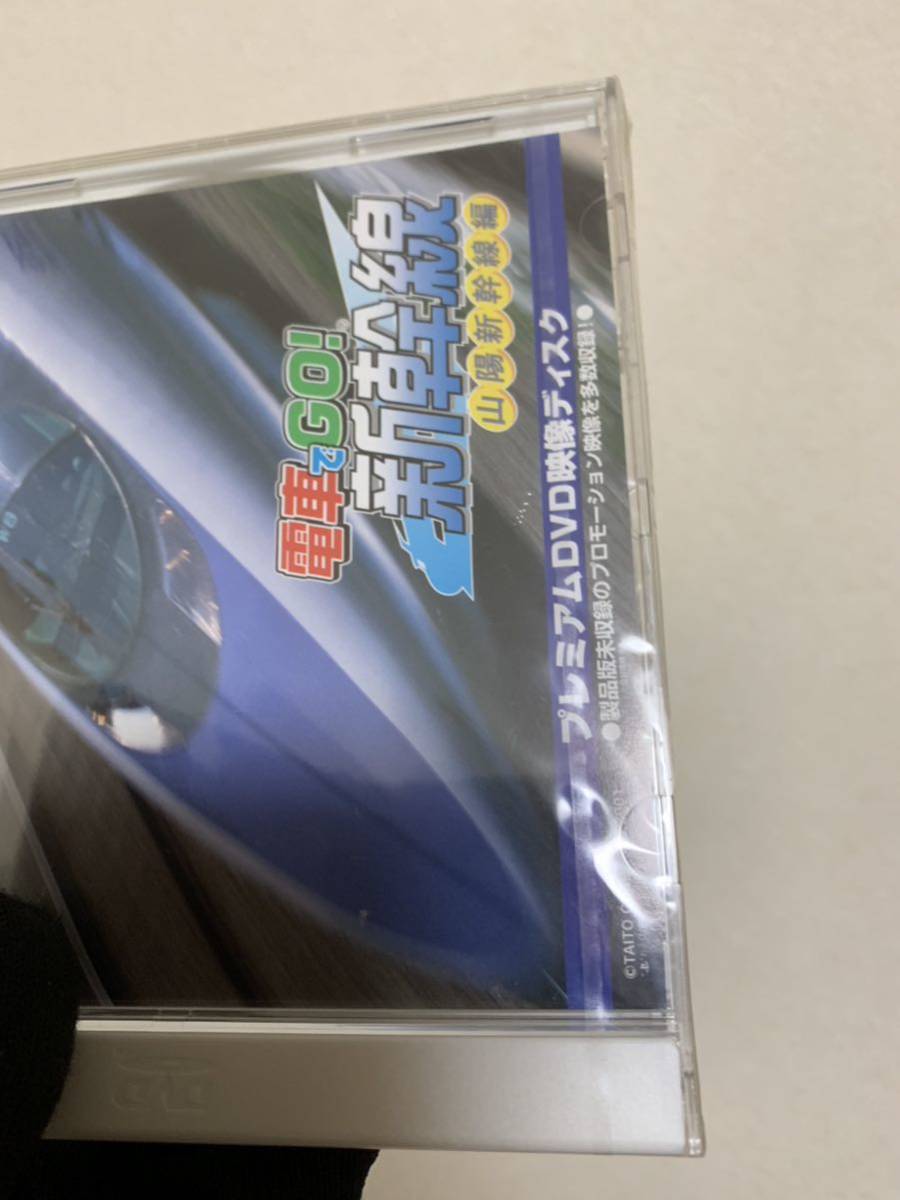 電車でGO!®
新幹線
山陽新幹線編
プレミアムDVD映像ディスク
●製品版未収録のプロモーション映像を多数収録!●
©TAITO
DVD